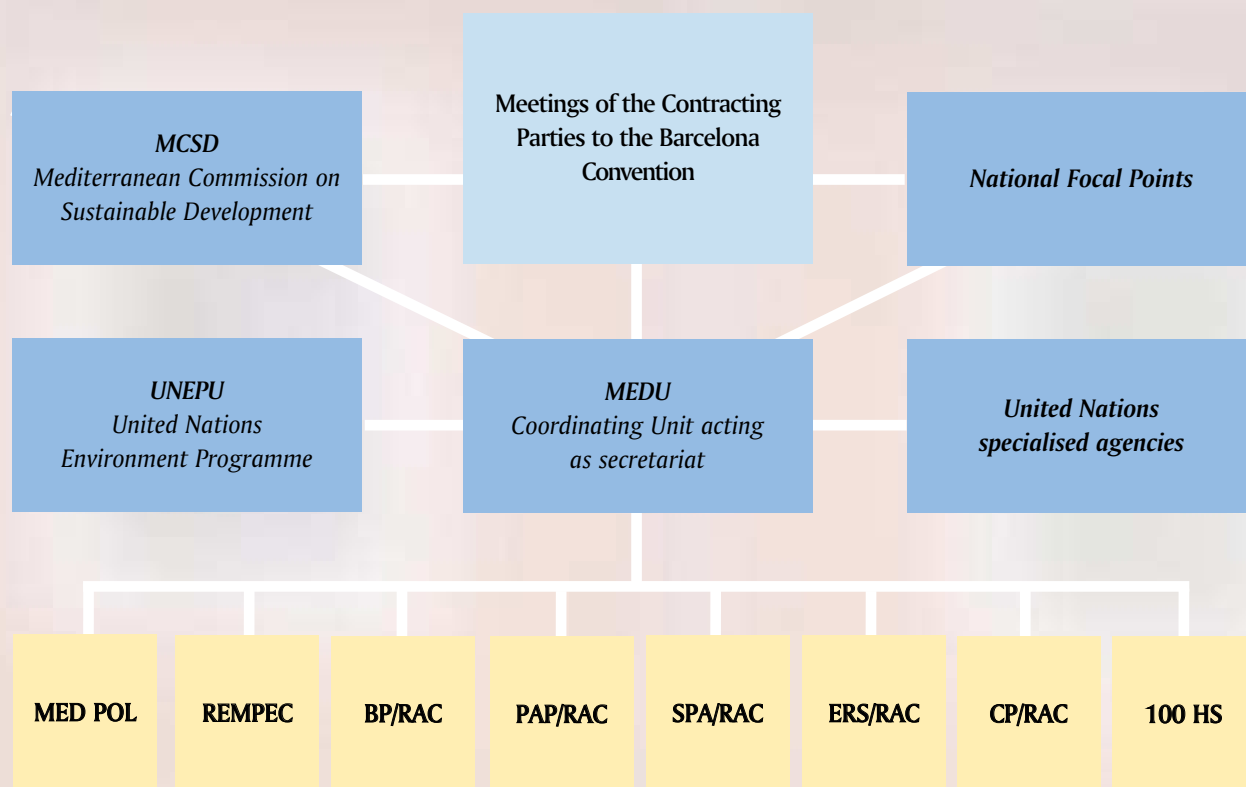 MCSD
Mediterranean Commission on
Sustainable Development
Meetings of the Contracting
Parties to the Barcelona
Convention
National Focal Points
UNEPU
United Nations
Environment Programme
MEDU
Coordinating Unit acting
as secretariat
United Nations
specialised agencies
MED POL
REMPEC
BP/RAC
PAP/RAC
SPA/RAC
ERS/RAC
CP/RAC
100 HS